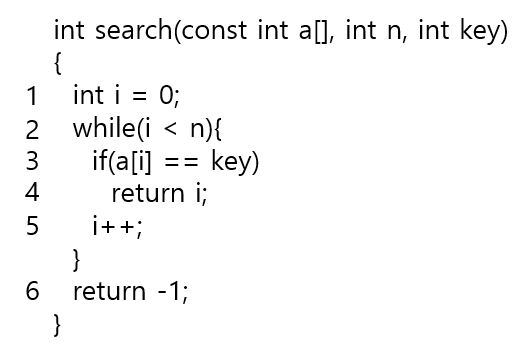 int search(const int a[], int n, int key)
{
1 int i = 0;
2 while(i < n){
3 if(a[i] == key)
4 return i;
5 i++;
}
6 return -1;
}